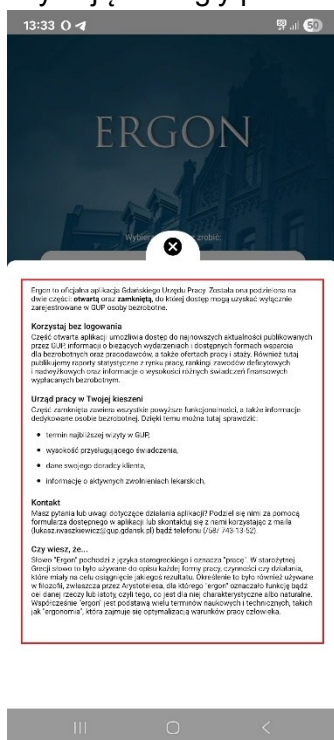 13:33
50
ERGON
Ergon to oficjalna aplikacja Gdańskiego Urzędu Pracy. Została ona podzielona na
dwie części: otwartą oraz zamkniętą, do której dostęp mogą uzyskać wyłącznie
zarejestrowane w GUP osoby bezrobotne.
Korzystaj bez logowania
Część otwarta aplikacji umożliwia dostęp do najnowszych aktualności publikowanych
przez GUP, informacji o bieżących wydarzeniach i dostępnych formach wsparcia
dla bezrobotnych oraz pracodawców, a także ofertach pracy i staży. Również tutaj
publikujemy raporty statystyczne z rynku pracy, rankingi zawodów deficytowych
i nadwyżkowych oraz informacje o wysokości różnych świadczeń finansowych
wypłacanych bezrobotnym.
Urząd pracy w Twojej kieszeni
Część zamknięta zawiera wszystkie powyższe funkcjonalności, a także informacje
dedykowane osobie bezrobotnej. Dzięki temu można tutaj sprawdzić:
• termin najbliższej wizyty w GUP,
• wysokość przysługującego świadczenia,
• dane swojego doradcy klienta,
• informację o aktywnych zwolnieniach lekarskich,
Kontakt
Masz pytania lub uwagi dotyczące działania aplikacji? Podziel się nimi za pomocą
formularza dostępnego w aplikacji lub skontaktuj się z nami korzystając z maila
(lukasz.iwaszkiewicz@gup.gdansk.pl) bądź telefonu (/58/ 743-13-52).
Czy wiesz, że...
Słowo "Ergon" pochodzi z języka starogreckiego i oznacza "pracę". W starożytnej
Grecji słowo to było używane do opisu każdej formy pracy, czynności czy działania,
które miały na celu osiągnięcie jakiegoś rezultatu. Określenie to było również używane
w filozofii, zwłaszcza przez Arystotelesa, dla którego "ergon" oznaczało funkcję bądź
cel danej rzeczy lub istoty, czyli tego, co jest dla niej charakterystyczne albo naturalne.
Współcześnie "ergon" jest podstawą wielu terminów naukowych i technicznych, takich
jak "ergonomia", która zajmuje się optymalizacją warunków pracy człowieka.